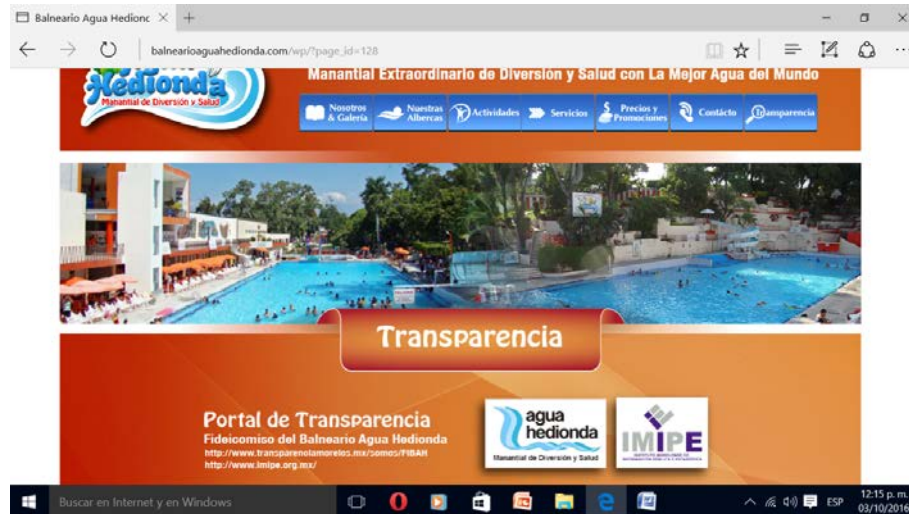 Balneario Agua Hedionc
balnearioaguahedionda.com/wp/?page_id=128
Hedionda
Manantial de Diversión y Salud
Manantial Extraordinario de Diversión y Salud con La Mejor Agua del Mundo
Nosotros & Galería
Nuestras Albercas
Actividades
Servicios
Precios y Promociones
Contácto
Transparencia
Transparencia
Portal de Transparencia
Fideicomiso del Balneario Agua Hedionda
http://www.transparenciamorelos.mx/somos/FIBAH
http://www.imipe.org.mx/
agua
hedionda
Manantial de Diversión y Salud
IMIPE
Buscar en Internet y en Windows
ESP
12:15 p. m.
03/10/2016